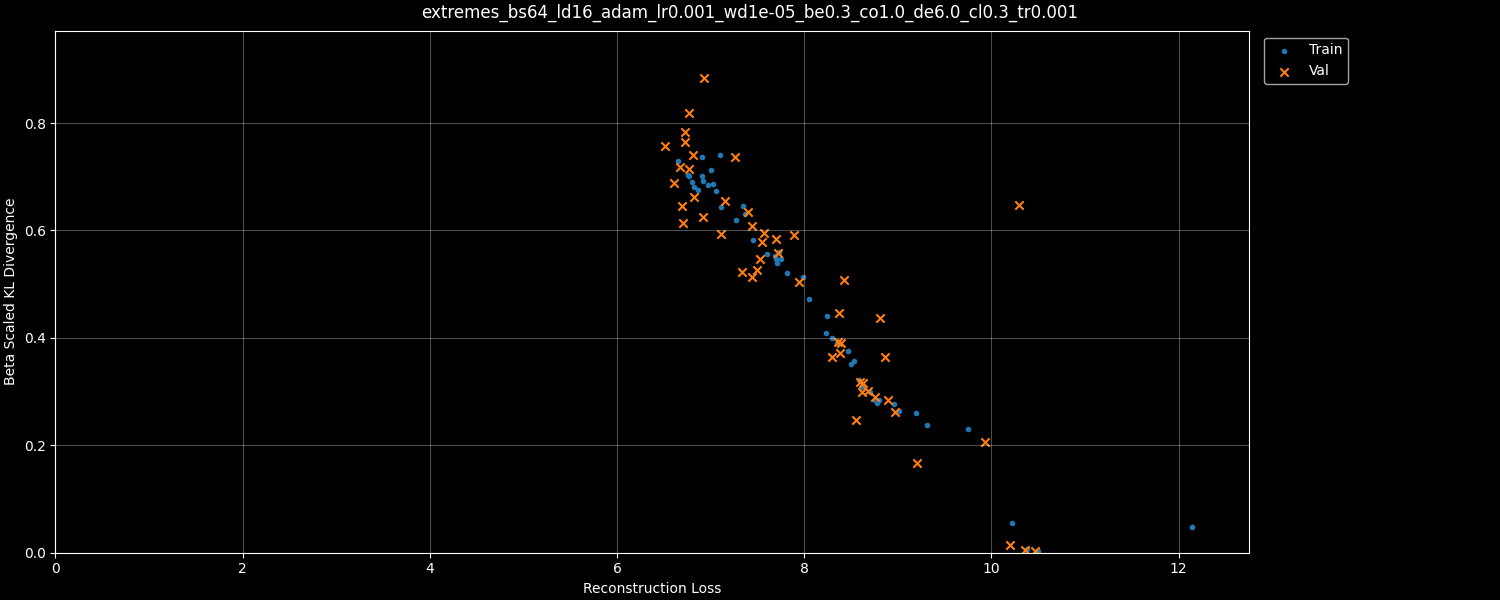 extremes_bs64_ld16_adam_lr0.001_wd1e-05_be0.3_co1.0_de6.0_cl0.3_tr0.001
Train
Val
Beta Scaled KL Divergence
0.8
0.6
0.4
0.2
0.0
0 2 4 6 8 10 12
Reconstruction Loss